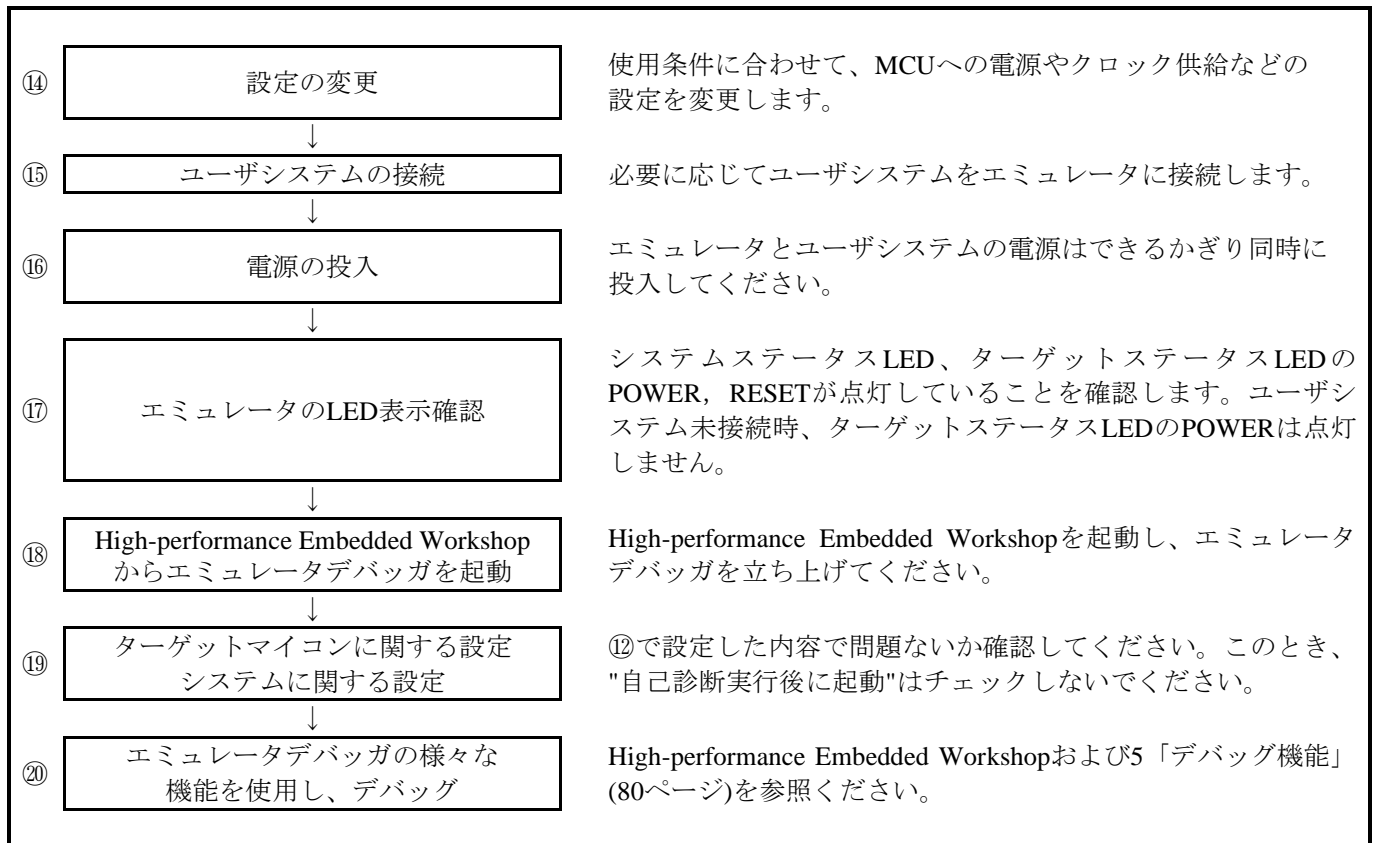 ⑭ 設定の変更
使用条件に合わせて、MCUへの電源やクロック供給などの
設定を変更します。
↓
⑮ ユーザシステムの接続
必要に応じてユーザシステムをエミュレータに接続します。
↓
⑯ 電源の投入
エミュレータとユーザシステムの電源はできるかぎり同時に
投入してください。
↓
⑰ エミュレータのLED表示確認
システムステータスLED、ターゲットステータスLEDの
POWER，RESETが点灯していることを確認します。ユーザシ
ステム未接続時、ターゲットステータスLEDのPOWERは点灯
しません。
↓
⑱ High-performance Embedded Workshop
からエミュレータデバッガを起動
High-performance Embedded Workshopを起動し、エミュレータ
デバッガを立ち上げてください。
↓
⑲ ターゲットマイコンに関する設定
システムに関する設定
⑫で設定した内容で問題ないか確認してください。このとき、
"自己診断実行後に起動"はチェックしないでください。
↓
⑳ エミュレータデバッガの様々な
機能を使用し、デバッグ
High-performance Embedded Workshopおよび5「デバッグ機能」
(80ページ)を参照ください。